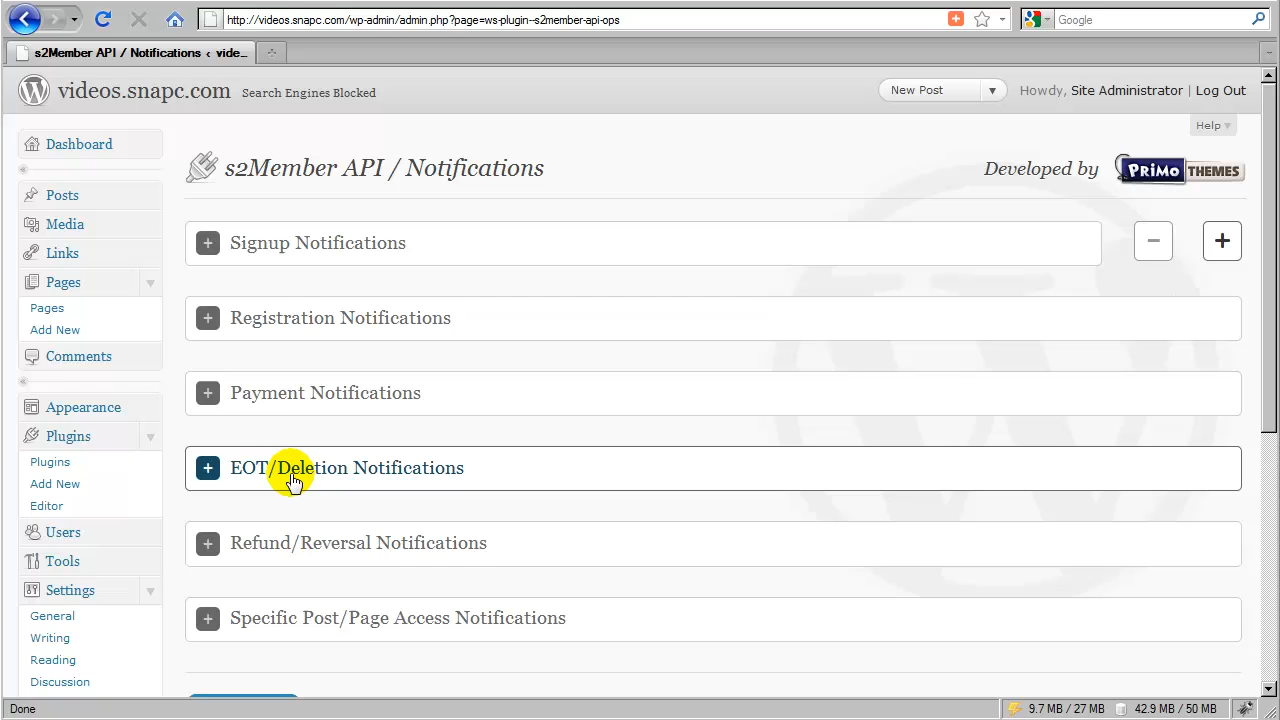 http://videos.snapc.com/wp-admin/admin.php?page=ws-plugin--s2member-api-ops
Google
s2Member API / Notifications ‹ vide...
videos.snapc.com Search Engines Blocked
New Post
Howdy, Site Administrator | Log Out
Help
Dashboard
Posts
Media
Links
Pages
Pages
Add New
Comments
Appearance
Plugins
Plugins
Add New
Editor
Users
Tools
Settings
General
Writing
Reading
Discussion
s2Member API / Notifications
Developed by PRiMO THEMES
Signup Notifications
Registration Notifications
Payment Notifications
EOT/Deletion Notifications
Refund/Reversal Notifications
Specific Post/Page Access Notifications
Done
9.7 MB / 27 MB
42.9 MB / 50 MB